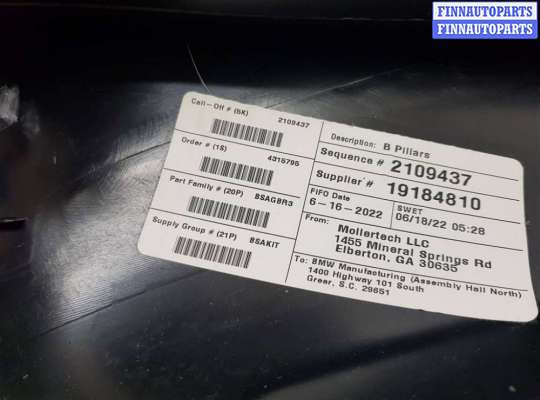 FINNAUTOPARTS
FINNAUTOPARTS
Call-Off # (5K)
2109437
Order # (1S)
4315795
Part Family # (20P) BSAGBR3
Supply Group # (21P) BSAKIT
Description: B Pillars
Sequence # 2109437
Supplier # 19184810
FIFO Date
6-16-2022
SWET
06/18/22 05:28
From:
Mollertech LLC
1455 Mineral Springs Rd
Elberton, GA 30635
To: BMW Manufacturing (Assembly Hall North)
1400 Highway 101 South
Greer, S.C. 29651